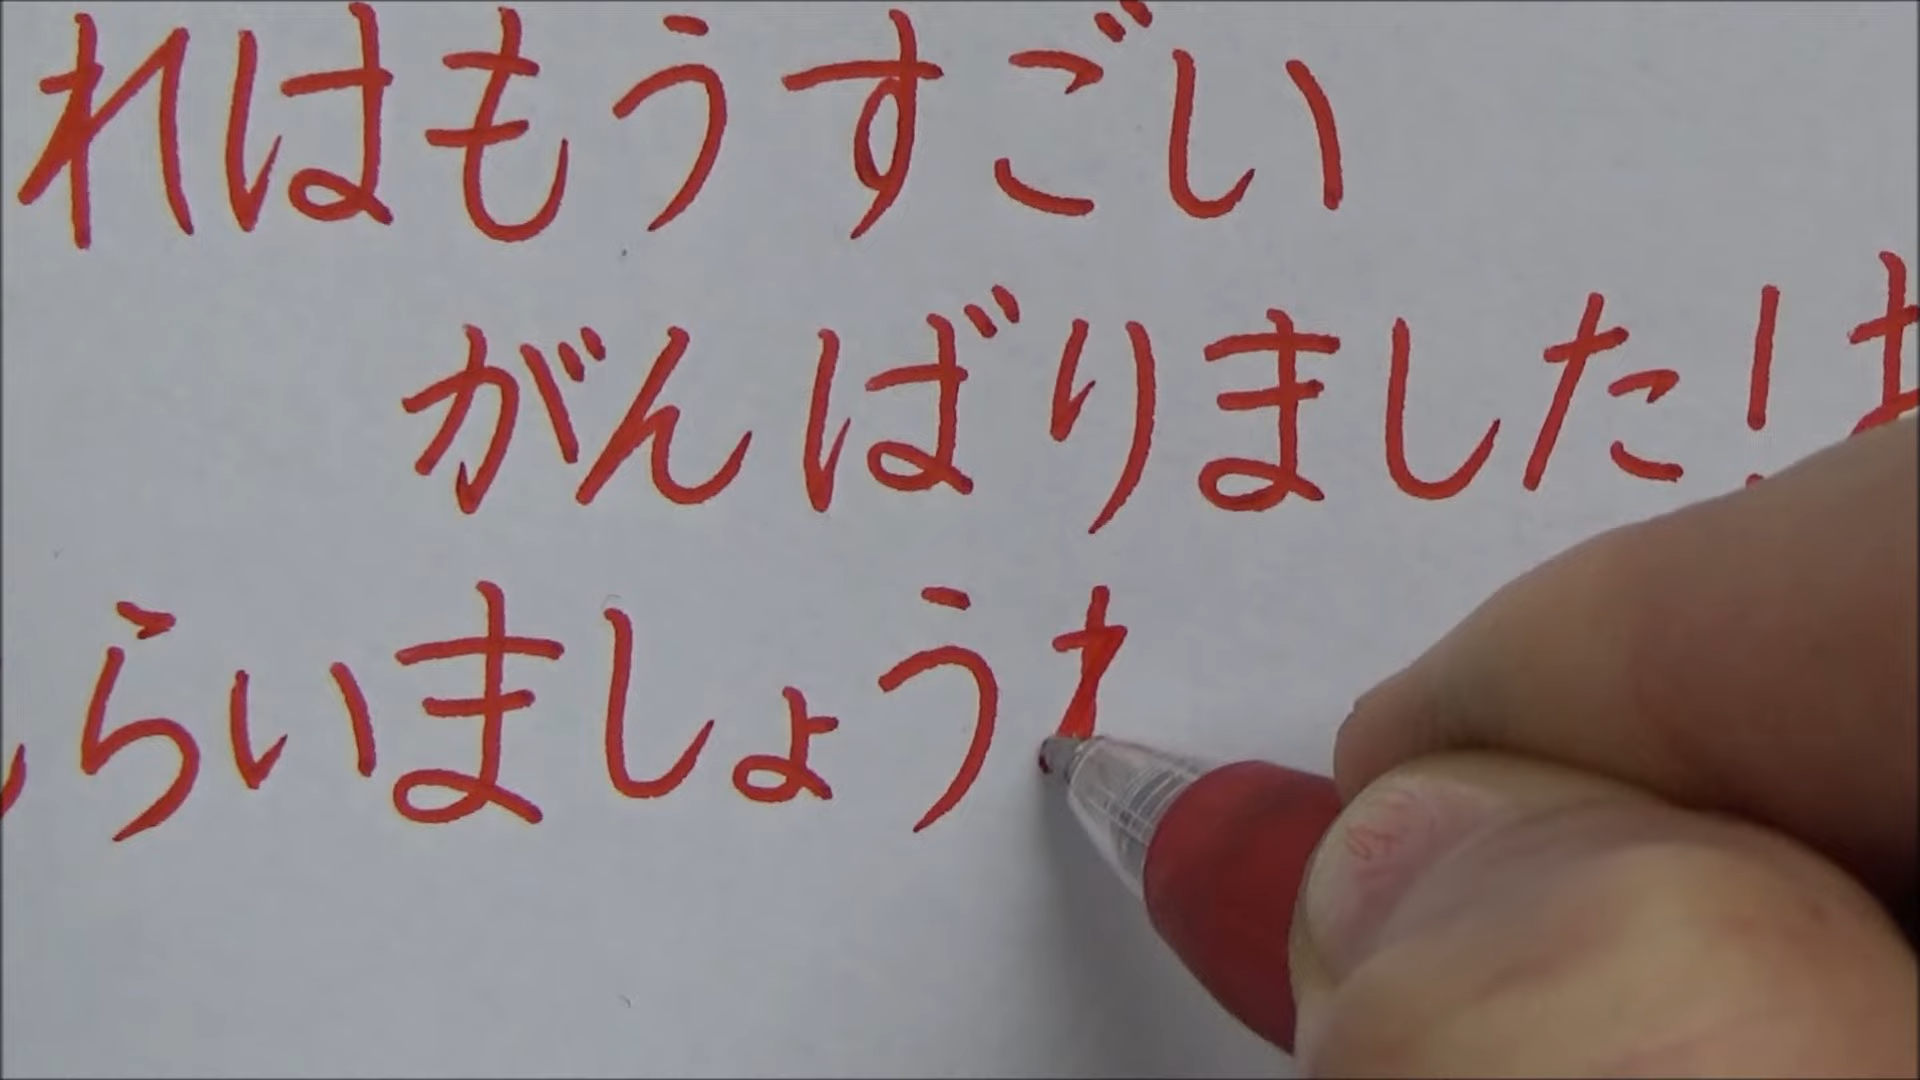 れはもうすごい
がんばりました！
らいましょう